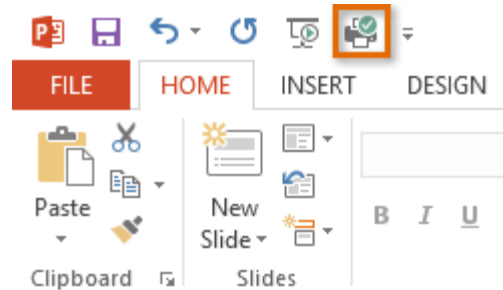 FILE HOME INSERT DESIGN
Paste
New
Slide
B I U
Clipboard Slides